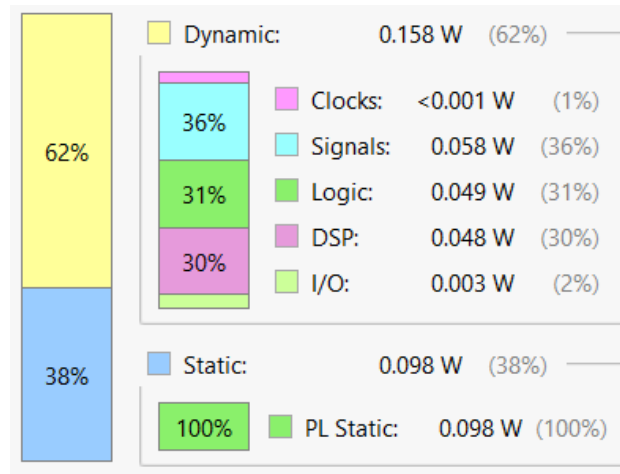 62%
38%
Dynamic: 0.158 W (62%)
36%
31%
30%
Clocks: <0.001 W (1%)
Signals: 0.058 W (36%)
Logic: 0.049 W (31%)
DSP: 0.048 W (30%)
I/O: 0.003 W (2%)
Static: 0.098 W (38%)
100%
PL Static: 0.098 W (100%)